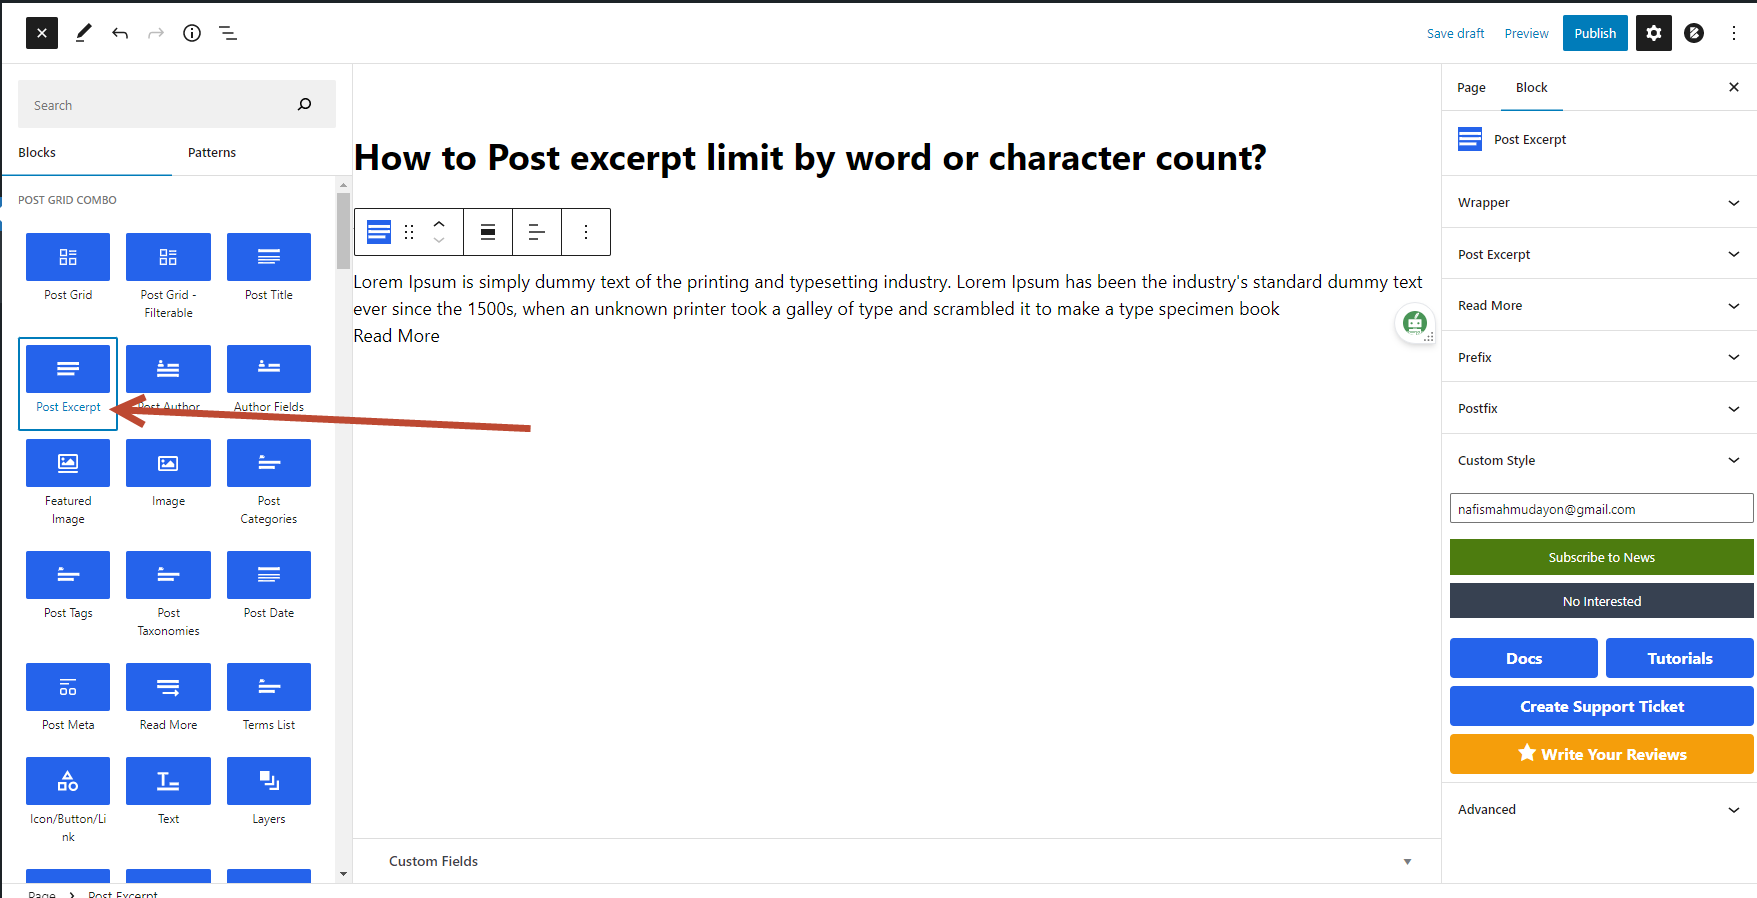 Save draft
Preview
Publish
Search
Blocks
Patterns
POST GRID COMBO
Post Grid
Post Grid -
Filterable
Post Title
Post Excerpt
Post Author
Author Fields
Featured
Image
Image
Post
Categories
Post Tags
Post
Taxonomies
Post Date
Post Meta
Read More
Terms List
Icon/Button/Li
nk
Text
Layers
How to Post excerpt limit by word or character count?
Lorem Ipsum is simply dummy text of the printing and typesetting industry. Lorem Ipsum has been the industry's standard dummy text
ever since the 1500s, when an unknown printer took a galley of type and scrambled it to make a type specimen book
Read More
Custom Fields
Page
Block
Post Excerpt
Wrapper
Post Excerpt
Read More
Prefix
Postfix
Custom Style
nafismahmudayon@gmail.com
Subscribe to News
No Interested
Docs
Tutorials
Create Support Ticket
Write Your Reviews
Advanced
Page
Post Excerpt